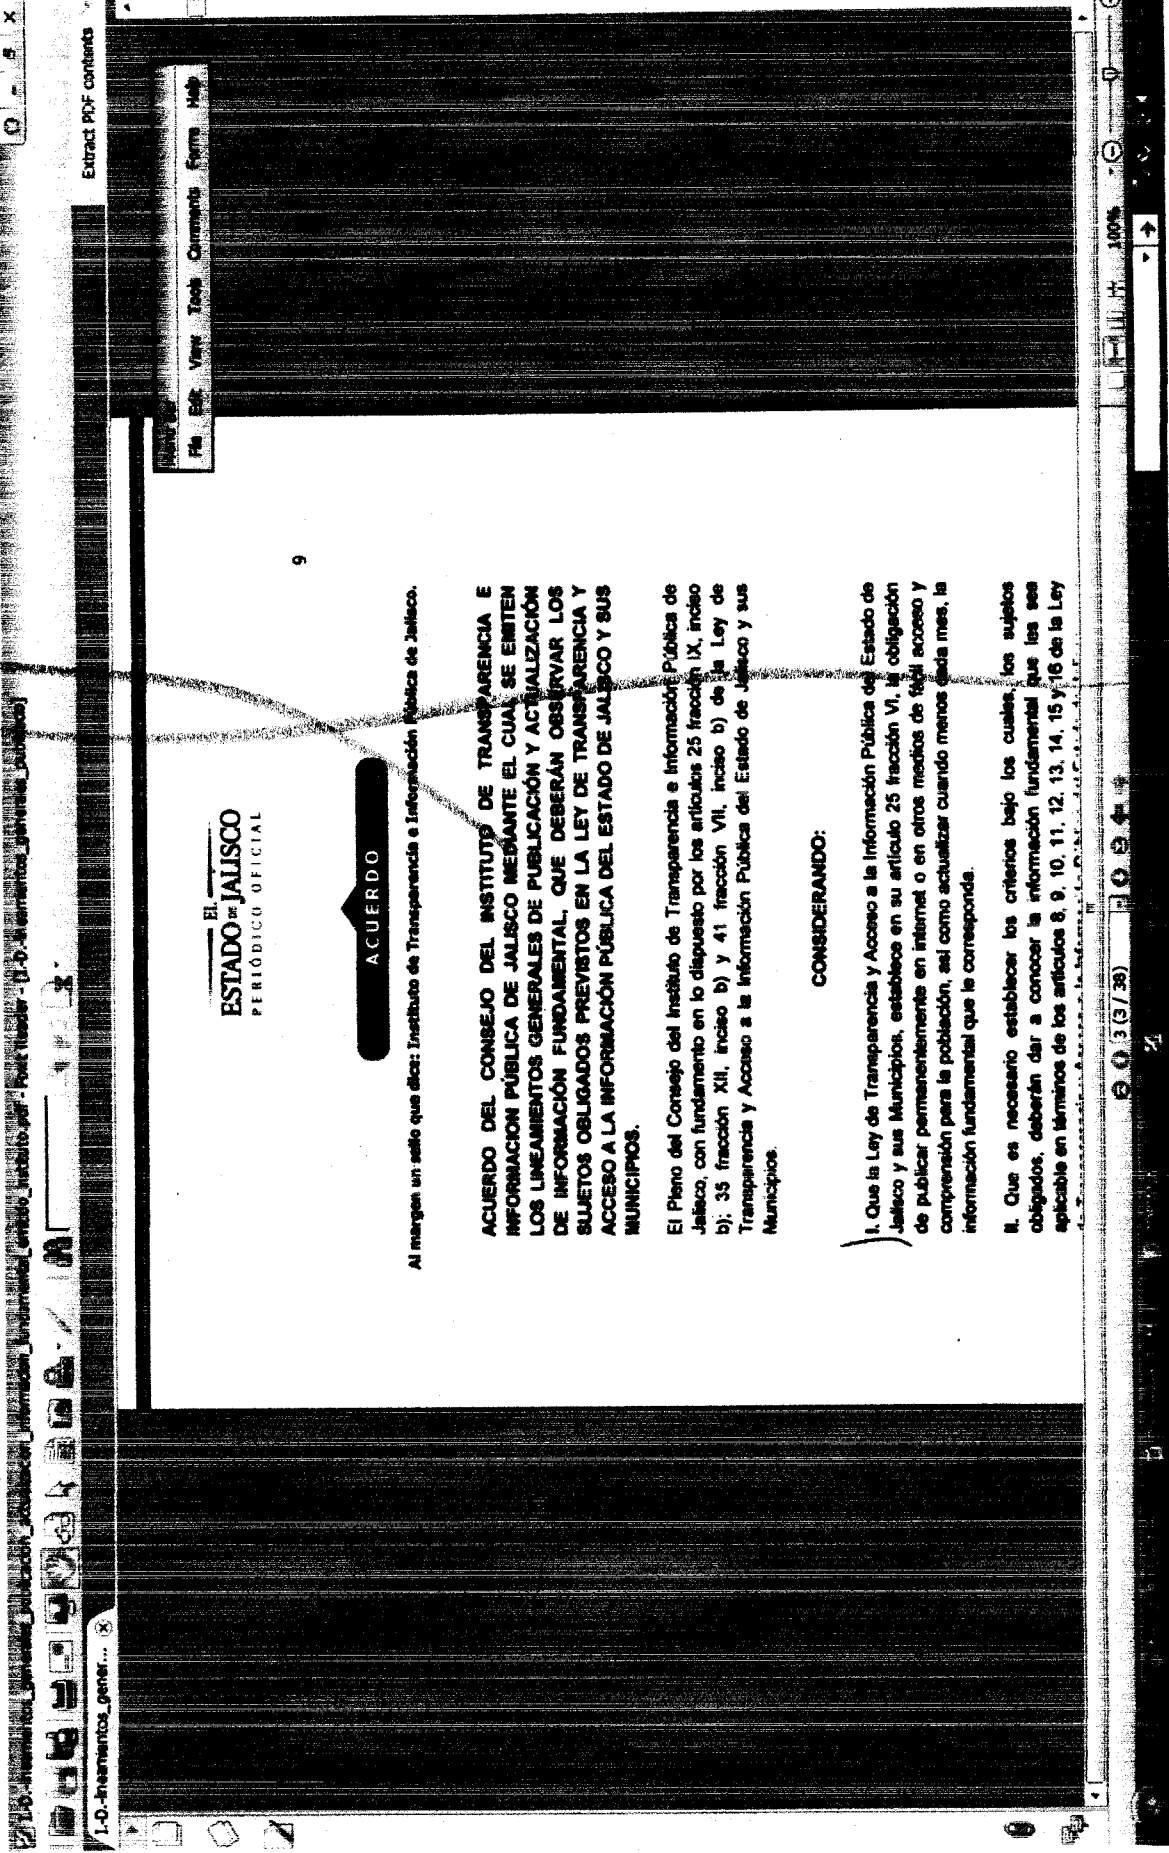 1.-D.-lineamientos_generales_publicacion_actualizacion_informacion_fundamental_emitido_instituto.pdf - Foxit Reader - [1.-D.-lineamientos_generales_publicacion]
Extract PDF contents
1.-D.-lineamientos_gener...
File Edit View Tools Comments Form Help
EL
ESTADO DE JALISCO
PERIÓDICO OFICIAL
9
ACUERDO
Al margen un sello que dice: Instituto de Transparencia e Información Pública de Jalisco.
ACUERDO DEL CONSEJO DEL INSTITUTO DE TRANSPARENCIA E
INFORMACION PÚBLICA DE JALISCO MEDIANTE EL CUAL SE EMITEN
LOS LINEAMIENTOS GENERALES DE PUBLICACIÓN Y ACTUALIZACIÓN
DE INFORMACIÓN FUNDAMENTAL, QUE DEBERÁN OBSERVAR LOS
SUJETOS OBLIGADOS PREVISTOS EN LA LEY DE TRANSPARENCIA Y
ACCESO A LA INFORMACIÓN PÚBLICA DEL ESTADO DE JALISCO Y SUS
MUNICIPIOS.
El Pleno del Consejo del Instituto de Transparencia e Información Pública de
Jalisco, con fundamento en lo dispuesto por los artículos 25 fracción IX, inciso
b); 35 fracción XII, inciso b) y 41 fracción VII, inciso b) de la Ley de
Transparencia y Acceso a la Información Pública del Estado de Jalisco y sus
Municipios.
CONSIDERANDO:
I. Que la Ley de Transparencia y Acceso a la Información Pública del Estado de
Jalisco y sus Municipios, establece en su artículo 25 fracción VI, la obligación
de publicar permanentemente en internet o en otros medios de fácil acceso y
comprensión para la población, así como actualizar cuando menos cada mes, la
información fundamental que le corresponda.
II. Que es necesario establecer los criterios bajo los cuales, los sujetos
obligados, deberán dar a conocer la información fundamental que les sea
aplicable en términos de los artículos 8, 9, 10, 11, 12, 13, 14, 15 y 16 de la Ley
3 (3 / 38)
100%